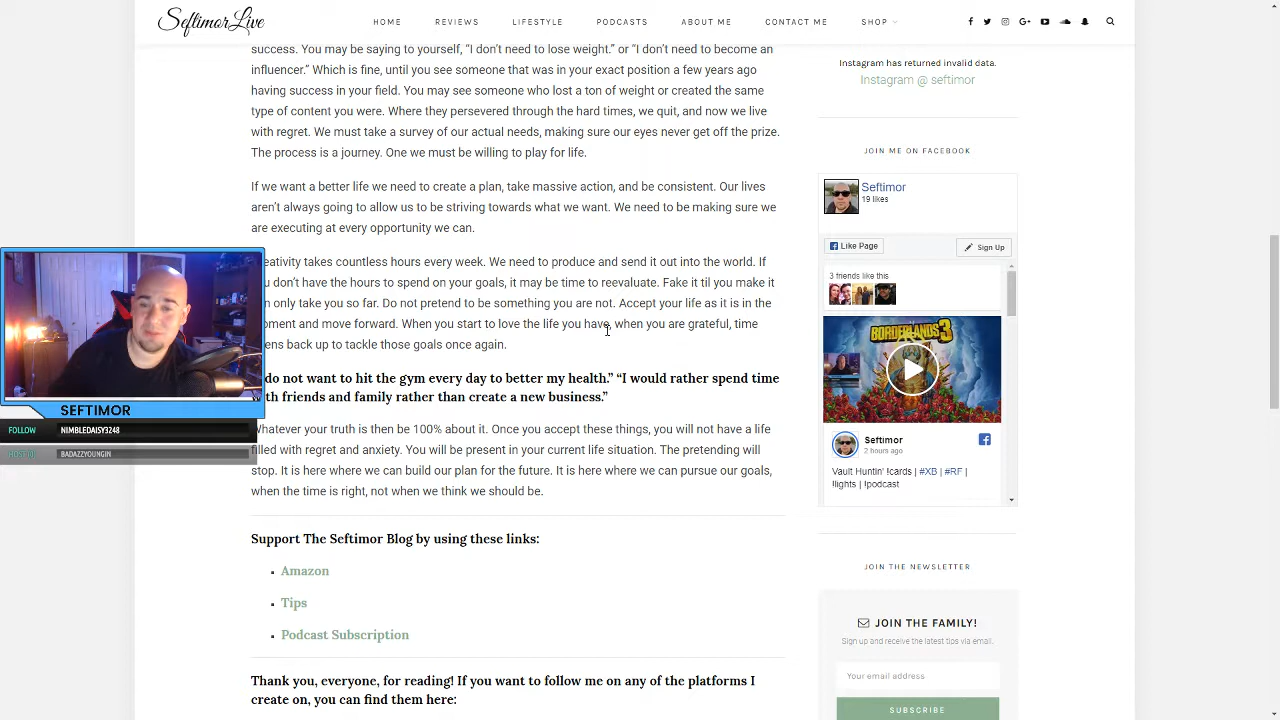 SeftimorLive
HOME
REVIEWS
LIFESTYLE
PODCASTS
ABOUT ME
CONTACT ME
SHOP
success. You may be saying to yourself, “I don’t need to lose weight.” or “I don’t need to become an
influencer.” Which is fine, until you see someone that was in your exact position a few years ago
having success in your field. You may see someone who lost a ton of weight or created the same
type of content you were. Where they persevered through the hard times, we quit, and now we live
with regret. We must take a survey of our actual needs, making sure our eyes never get off the prize.
The process is a journey. One we must be willing to play for life.
If we want a better life we need to create a plan, take massive action, and be consistent. Our lives
aren’t always going to allow us to be striving towards what we want. We need to be making sure we
are executing at every opportunity we can.
eativity takes countless hours every week. We need to produce and send it out into the world. If
u don’t have the hours to spend on your goals, it may be time to reevaluate. Fake it til you make it
n only take you so far. Do not pretend to be something you are not. Accept your life as it is in the
oment and move forward. When you start to love the life you have, when you are grateful, time
ens back up to tackle those goals once again.
do not want to hit the gym every day to better my health.” “I would rather spend time
th friends and family rather than create a new business.”
Whatever your truth is then be 100% about it. Once you accept these things, you will not have a life
filled with regret and anxiety. You will be present in your current life situation. The pretending will
stop. It is here where we can build our plan for the future. It is here where we can pursue our goals,
when the time is right, not when we think we should be.
Support The Seftimor Blog by using these links:
Amazon
Tips
Podcast Subscription
Thank you, everyone, for reading! If you want to follow me on any of the platforms I
create on, you can find them here:
SEFTIMOR
FOLLOW NIMBLEDAISY3248
BADAZZYOUNGIN
Instagram has returned invalid data.
Instagram @ seftimor
JOIN ME ON FACEBOOK
Seftimor
19 likes
Like Page
Sign Up
3 friends like this
BORDERLANDS 3
Seftimor
2 hours ago
Vault Huntin' !cards | #XB | #RF |
!lights | !podcast
JOIN THE NEWSLETTER
JOIN THE FAMILY!
Sign up and receive the latest tips via email.
Your email address
SUBSCRIBE